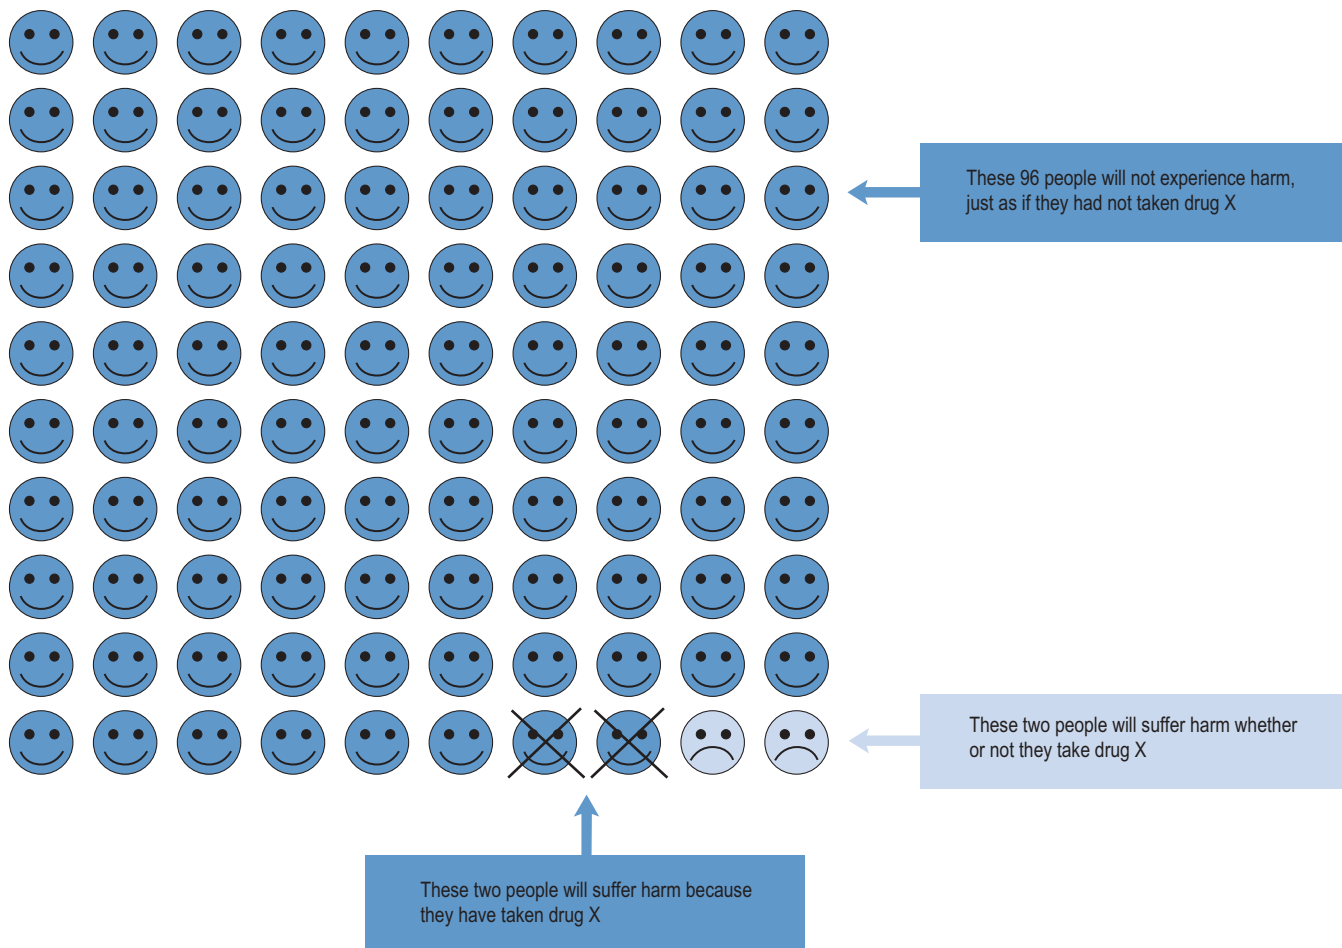 These 96 people will not experience harm,
just as if they had not taken drug X
These two people will suffer harm whether
or not they take drug X
These two people will suffer harm because
they have taken drug X